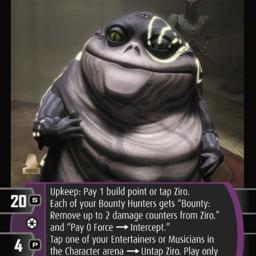 Upkeep: Pay 1 build point or tap Ziro.
20 S
Each of your Bounty Hunters gets "Bounty:
Remove up to 2 damage counters from Ziro."
and "Pay 0 Force → Intercept."
4 P
Tap one of your Entertainers or Musicians in
the Character arena → Untap Ziro. Play only